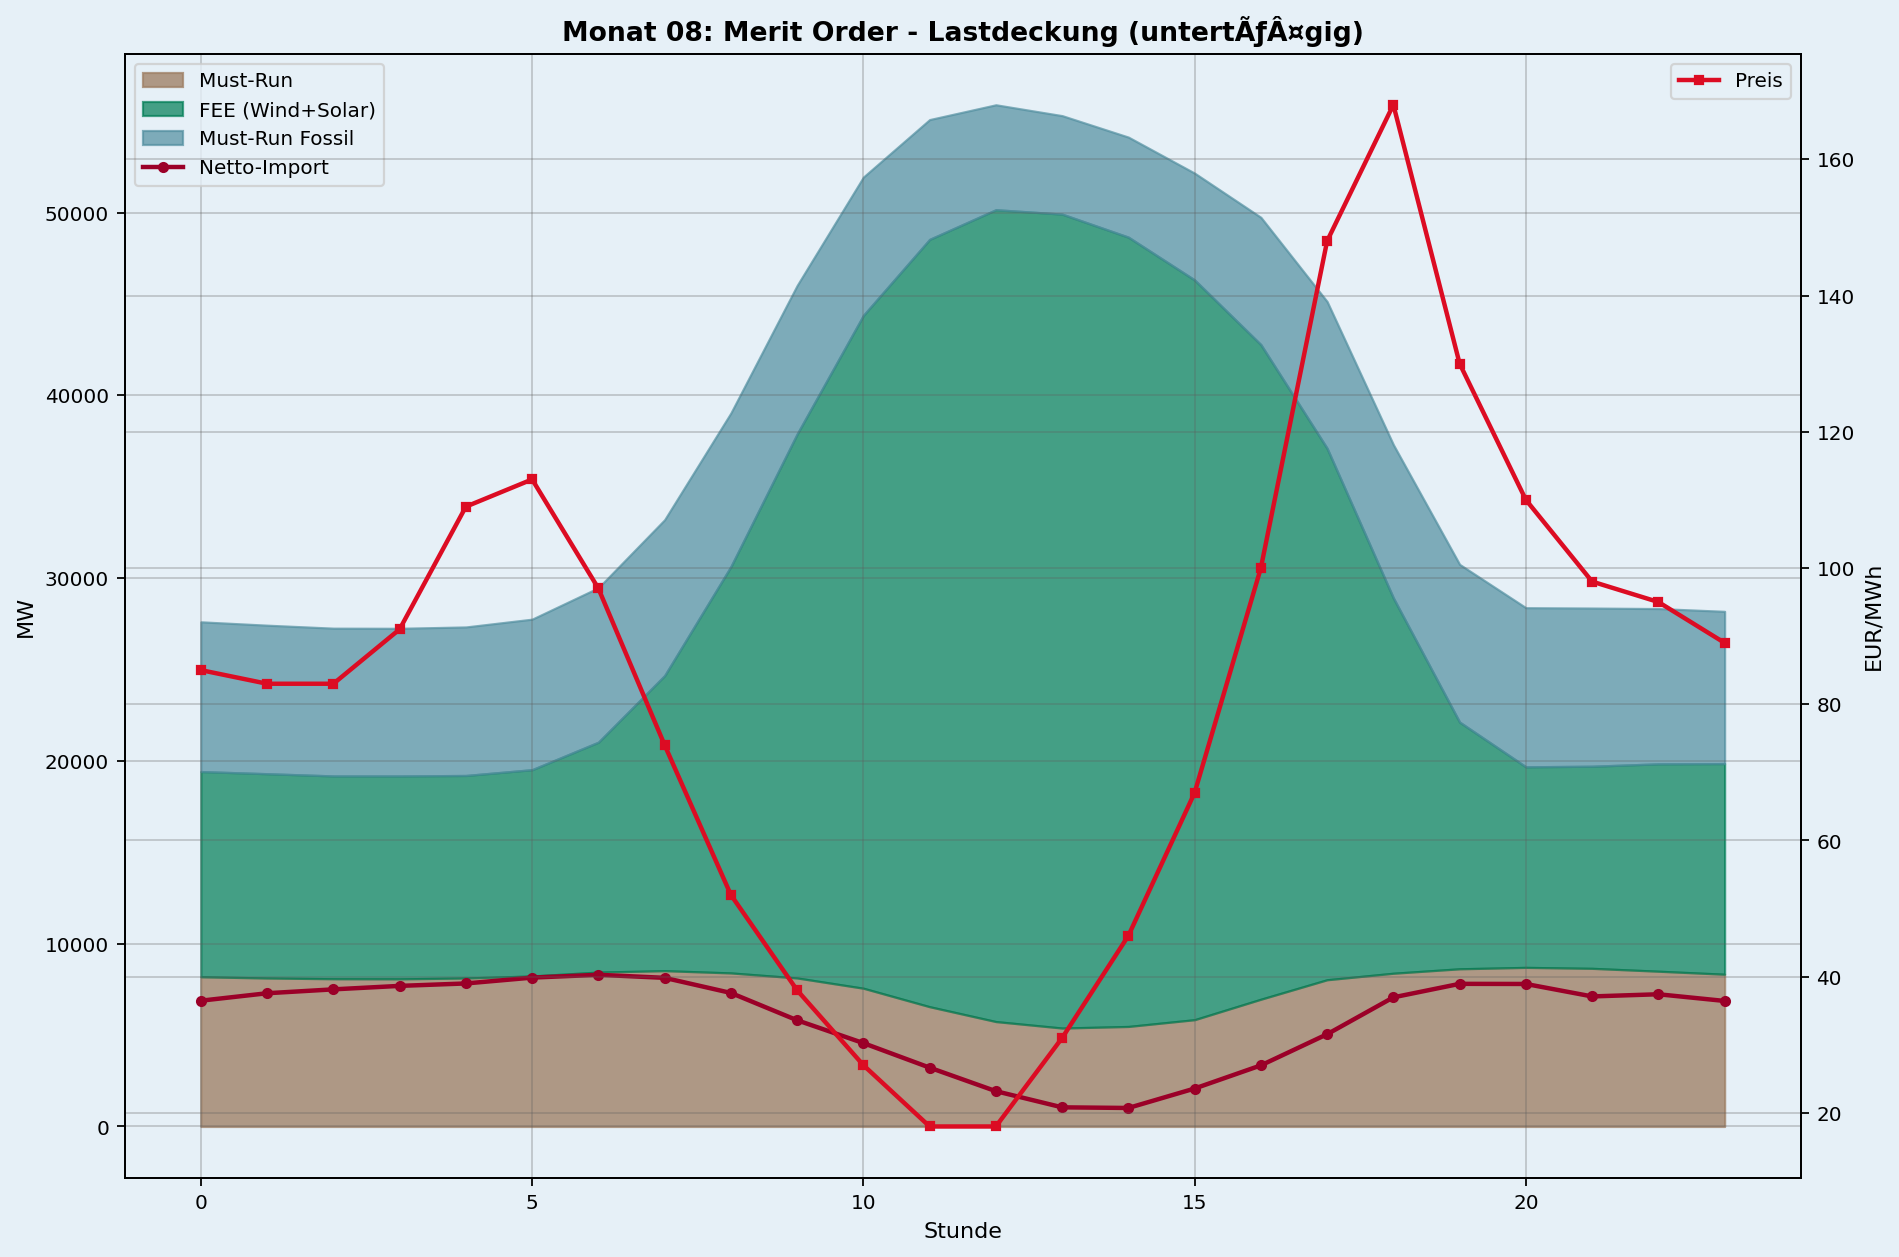 Monat 08: Merit Order - Lastdeckung (untertÃƒÂ¤gig)
Must-Run
FEE (Wind+Solar)
Must-Run Fossil
Netto-Import
Preis
50000
40000
30000
20000
10000
0
MW
160
140
120
100
80
60
40
20
EUR/MWh
0
5
10
15
20
Stunde